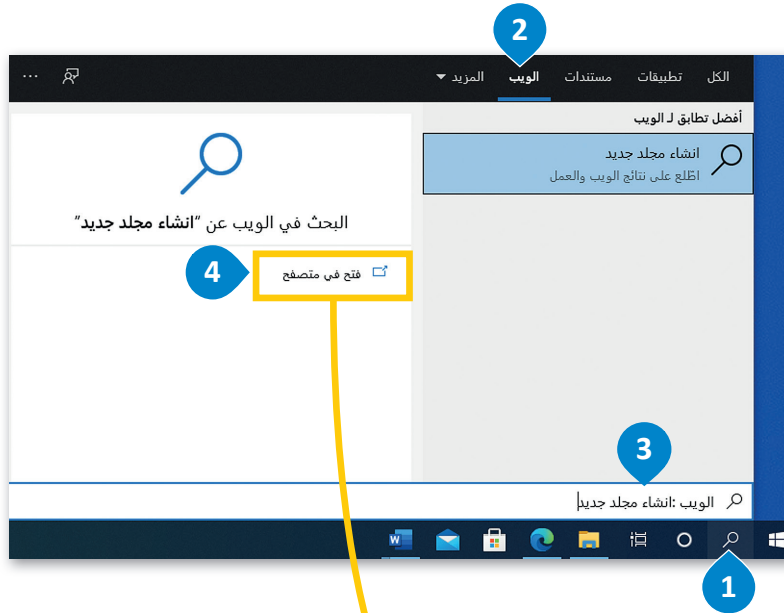 2
الكل تطبيقات مستندات الويب المزيد ...
أفضل تطابق لـ الويب
انشاء مجلد جديد
اطّلع على نتائج الويب والعمل
البحث في الويب عن "انشاء مجلد جديد"
فتح في متصفح
4
3
الويب :انشاء مجلد جديد
W
1